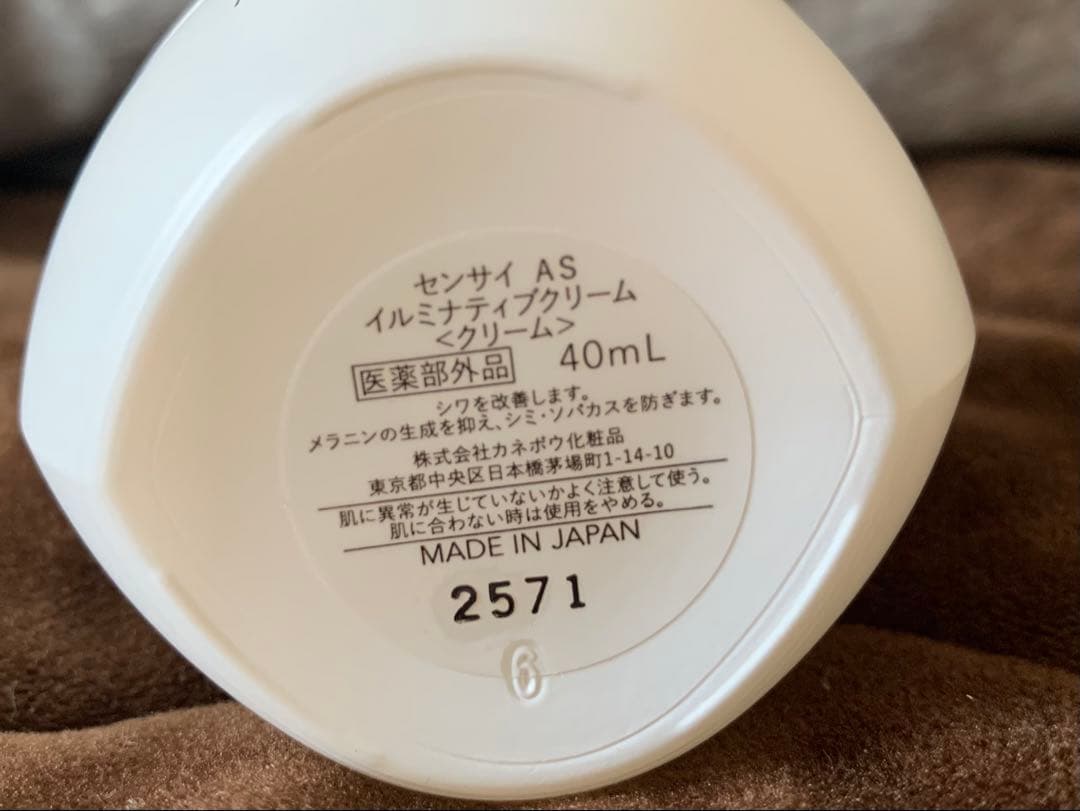 センサイ AS
イルミナティブクリーム
<クリーム>
医薬部外品 40mL
シワを改善します。
メラニンの生成を抑え、シミ・ソバカスを防ぎます。
株式会社カネボウ化粧品
東京都中央区日本橋茅場町1-14-10
肌に異常が生じていないかよく注意して使う。
肌に合わない時は使用をやめる。
MADE IN JAPAN
2571
6